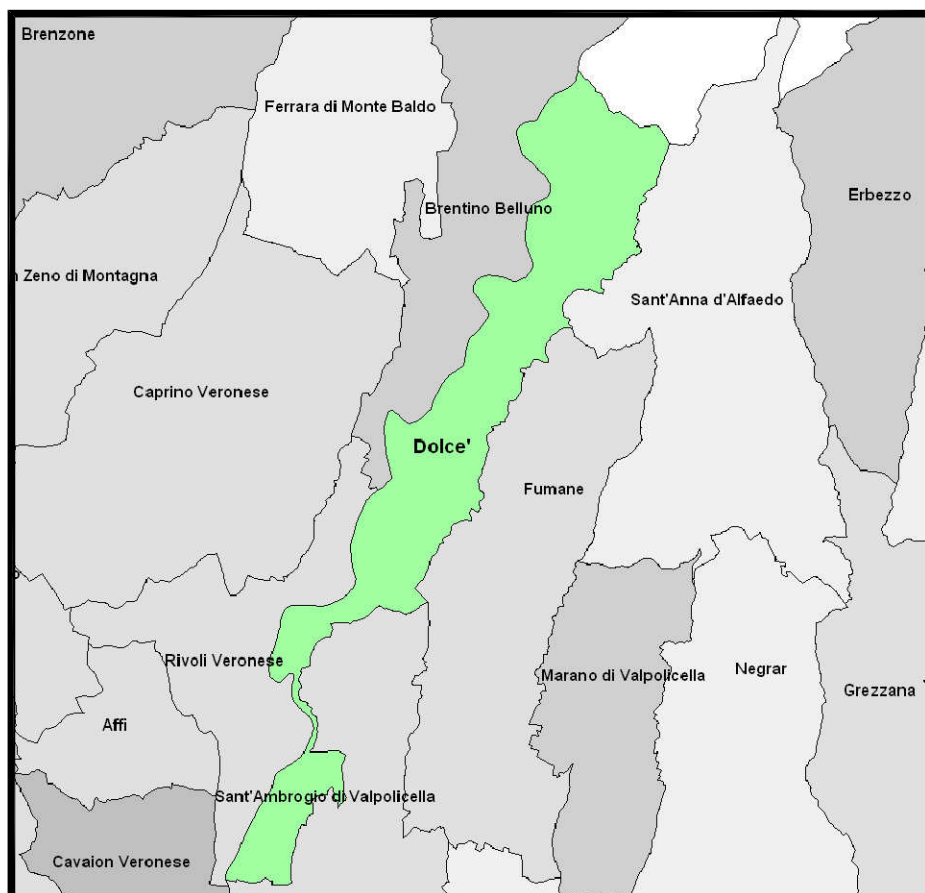 Brenzone
Ferrara di Monte Baldo
Erbezzo
Brentino Belluno
n Zeno di Montagna
Sant'Anna d'Alfaedo
Caprino Veronese
Dolce'
Fumane
Rivoli Veronese
Marano di Valpolicella
Negrar
Grezzana
Affi
Sant'Ambrogio di Valpolicella
Cavaion Veronese